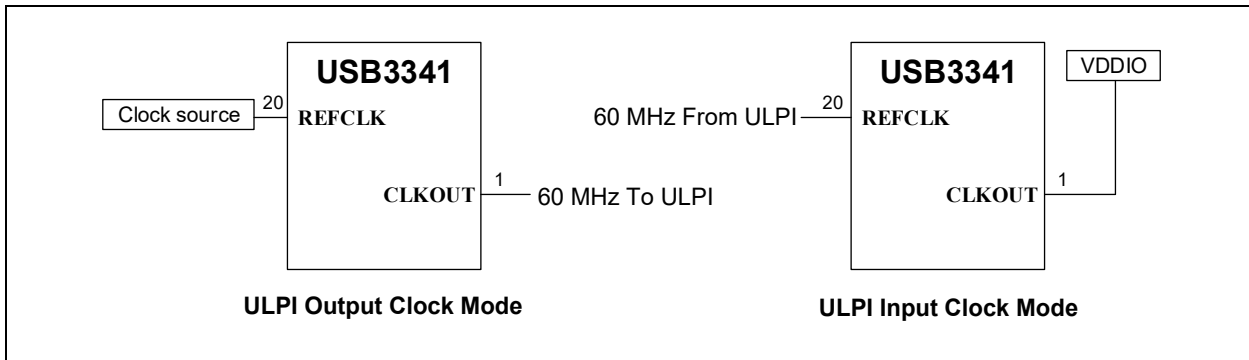 USB3341
Clock source
20
REFCLK
CLKOUT
1
60 MHz To ULPI
ULPI Output Clock Mode
USB3341
VDDIO
60 MHz From ULPI
20
REFCLK
CLKOUT
1
ULPI Input Clock Mode